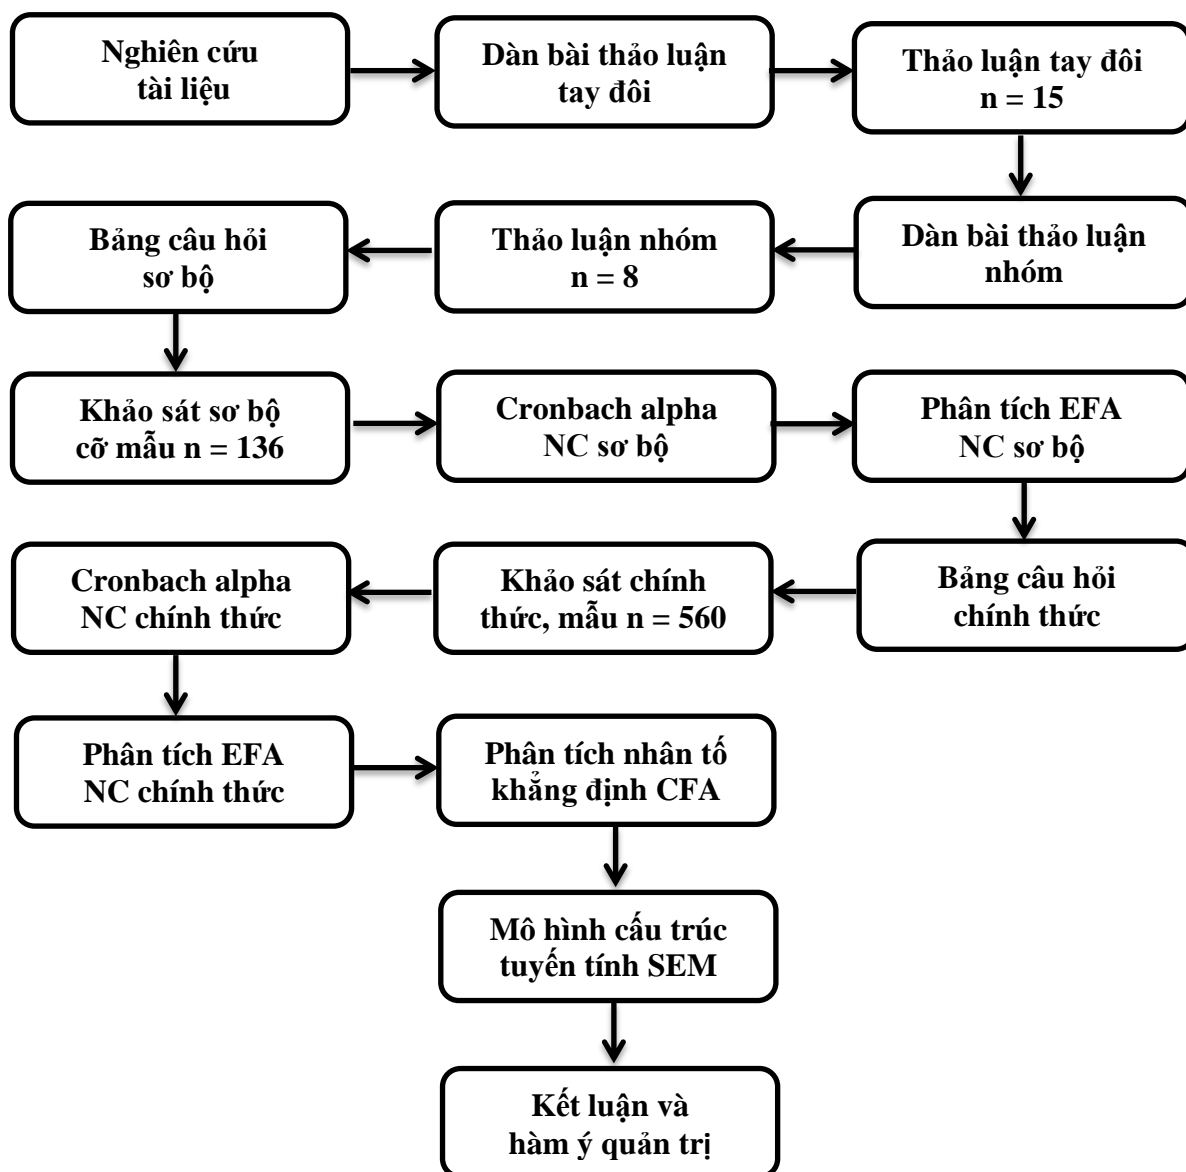 Nghiên cứu
tài liệu
Dàn bài thảo luận
tay đôi
Thảo luận tay đôi
n = 15
Dàn bài thảo luận
nhóm
Thảo luận nhóm
n = 8
Bảng câu hỏi
sơ bộ
Khảo sát sơ bộ
cỡ mẫu n = 136
Cronbach alpha
NC sơ bộ
Phân tích EFA
NC sơ bộ
Bảng câu hỏi
chính thức
Khảo sát chính
thức, mẫu n = 560
Cronbach alpha
NC chính thức
Phân tích EFA
NC chính thức
Phân tích nhân tố
khẳng định CFA
Mô hình cấu trúc
tuyến tính SEM
Kết luận và
hàm ý quản trị